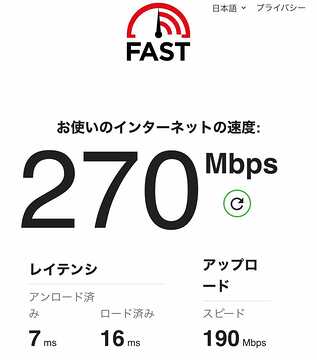 日本語 プライバシー
FAST
お使いのインターネットの速度:
270 Mbps
レイテンシ
アンロード済
み
ロード済み
7 ms 16 ms
アップロ
ード
スピード
190 Mbps